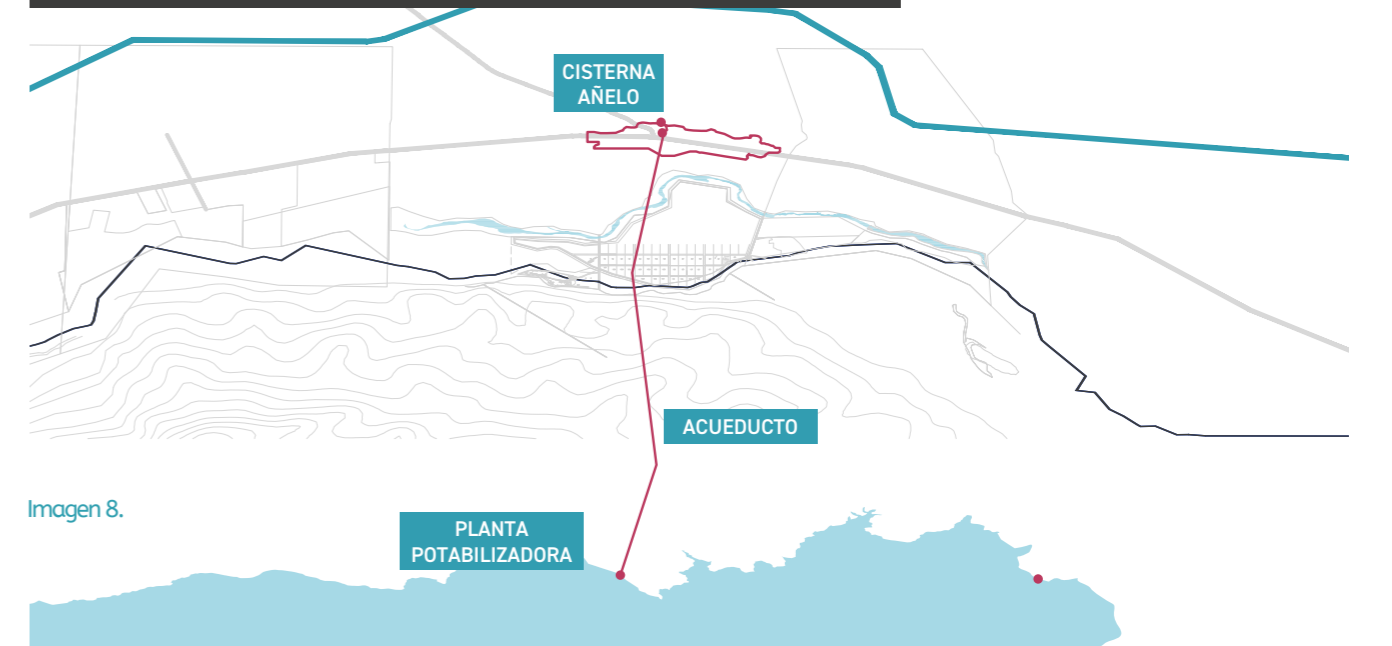 CISTERNA
AÑELO
ACUEDUCTO
Imagen 8.
PLANTA
POTABILIZADORA